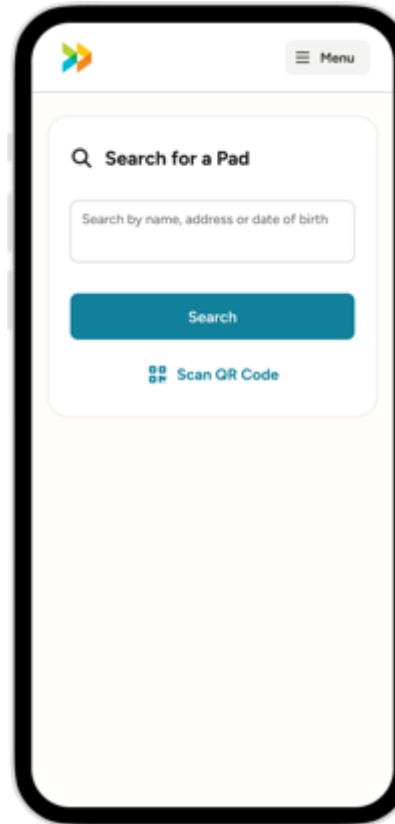 Menu
Search for a Pad
Search by name, address or date of birth
Search
Scan QR Code